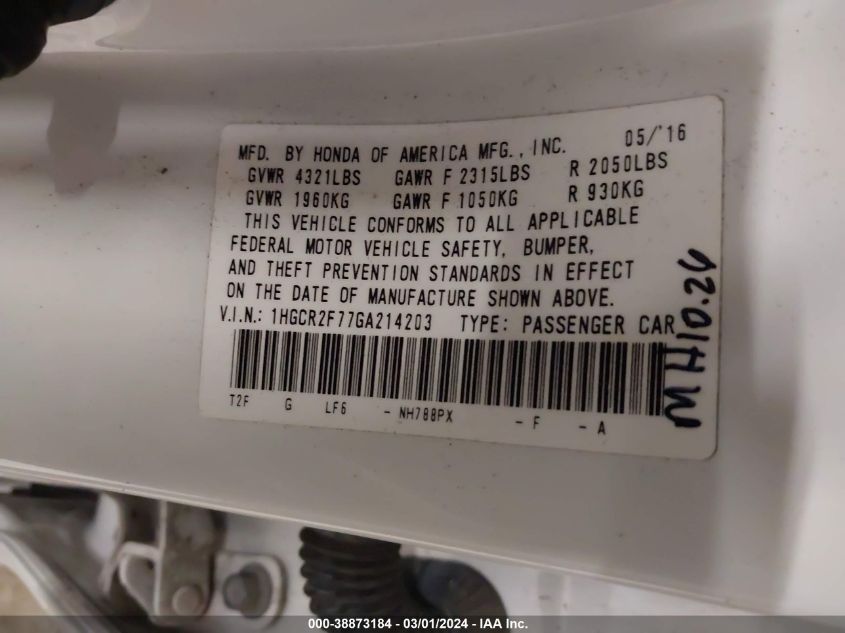 MFD. BY HONDA OF AMERICA MFG., INC. 05/'16
GVWR 4321LBS GAWR F 2315LBS R 2050LBS
GVWR 1960KG GAWR F 1050KG R 930KG
THIS VEHICLE CONFORMS TO ALL APPLICABLE
FEDERAL MOTOR VEHICLE SAFETY, BUMPER,
AND THEFT PREVENTION STANDARDS IN EFFECT
ON THE DATE OF MANUFACTURE SHOWN ABOVE.
V.I.N.: 1HGCR2F77GA214203 TYPE: PASSENGER CAR
T2F G LF6 - NH788PX - F - A
10.26
000-38873184 - 03/01/2024 - IAA Inc.